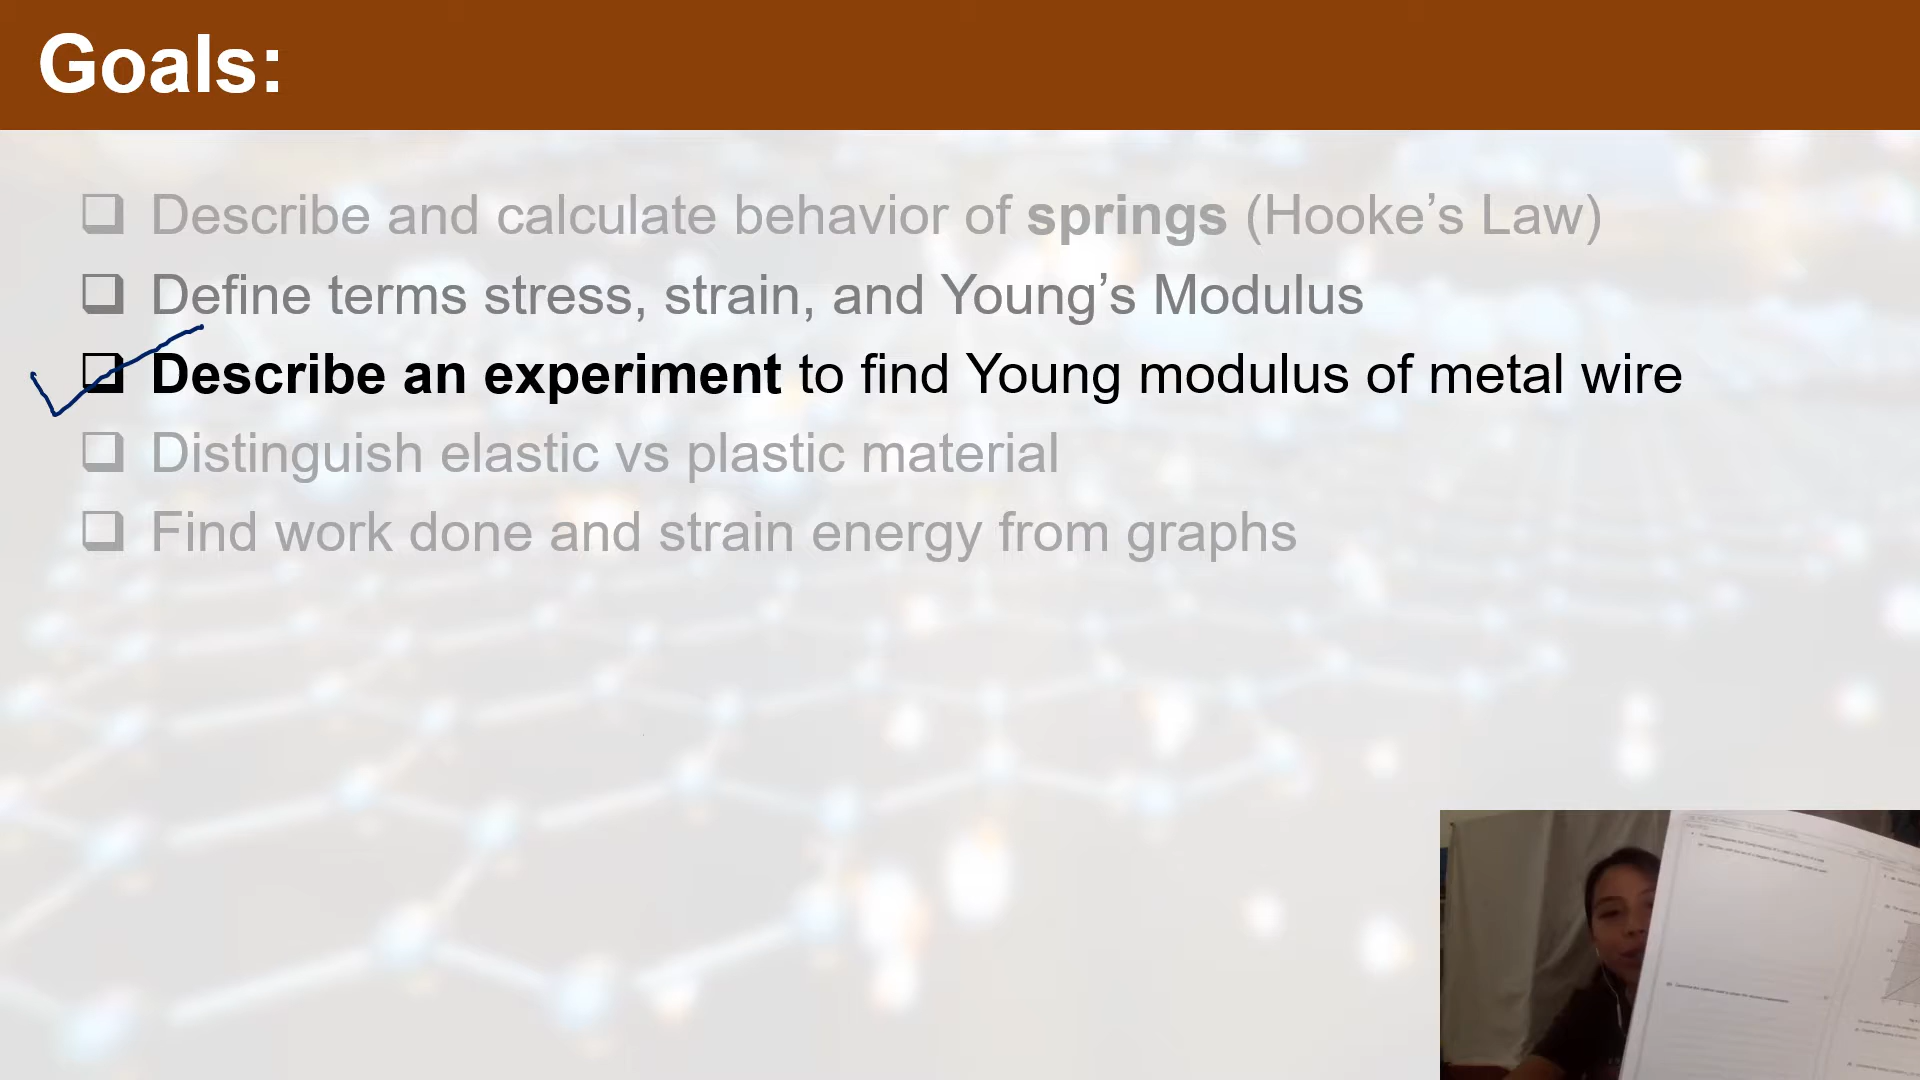 Goals:
Describe and calculate behavior of springs (Hooke’s Law)
Define terms stress, strain, and Young’s Modulus
Describe an experiment to find Young modulus of metal wire
Distinguish elastic vs plastic material
Find work done and strain energy from graphs